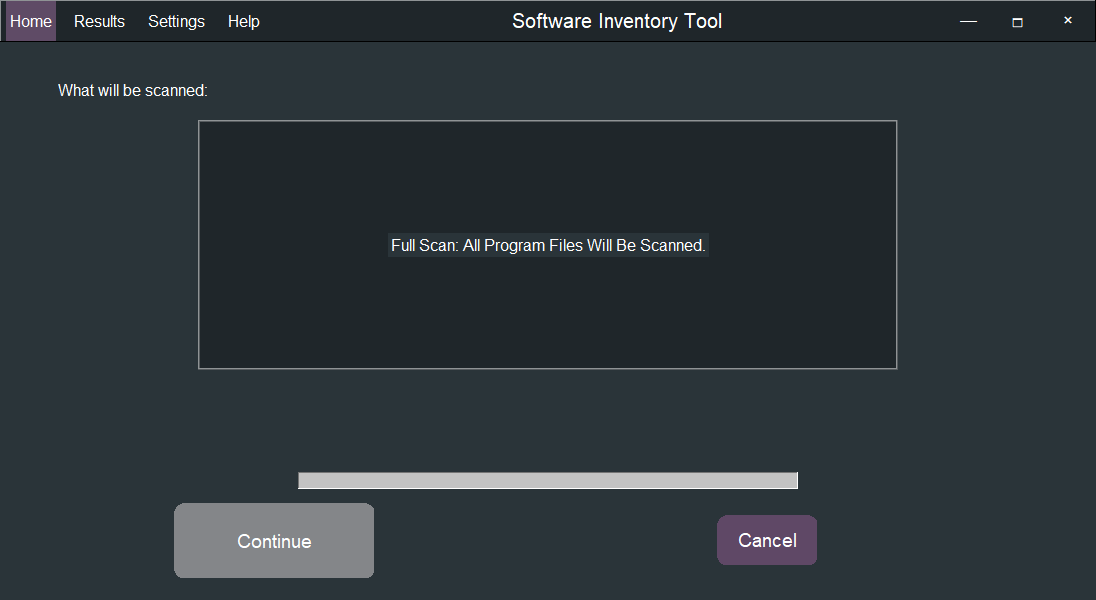 Home Results Settings Help Software Inventory Tool
What will be scanned:
Full Scan: All Program Files Will Be Scanned.
Continue Cancel